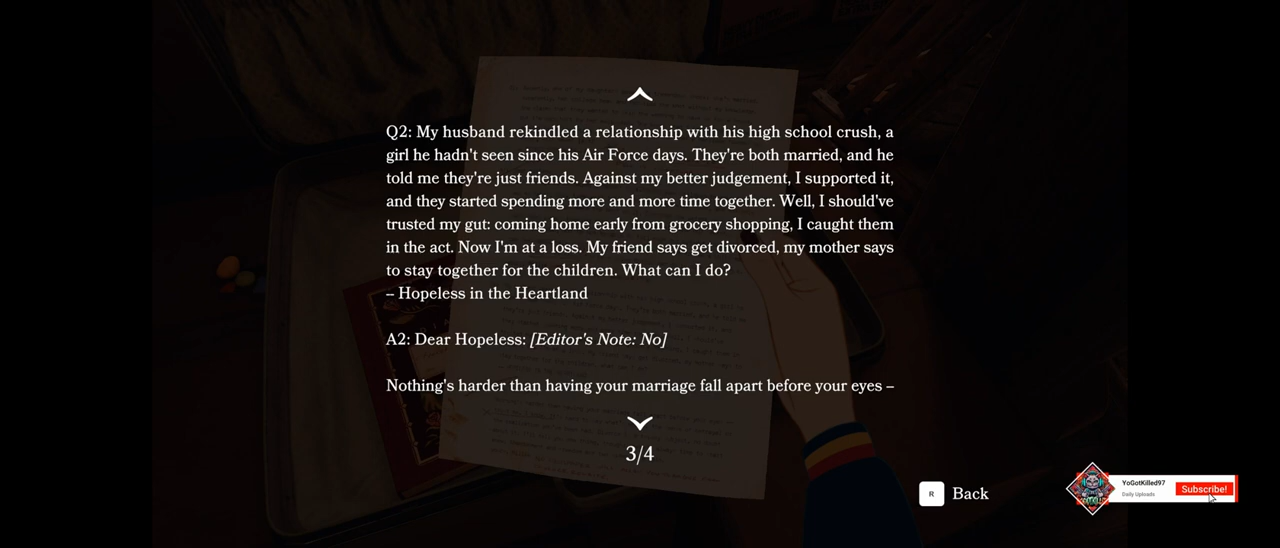 Q2: My husband rekindled a relationship with his high school crush, a
girl he hadn't seen since his Air Force days. They're both married, and he
told me they're just friends. Against my better judgement, I supported it,
and they started spending more and more time together. Well, I should've
trusted my gut: coming home early from grocery shopping, I caught them
in the act. Now I'm at a loss. My friend says get divorced, my mother says
to stay together for the children. What can I do?
– Hopeless in the Heartland
A2: Dear Hopeless: [Editor's Note: No]
Nothing's harder than having your marriage fall apart before your eyes –
3/4
R Back
YoGotKilled97
Daily Uploads
Subscribe!